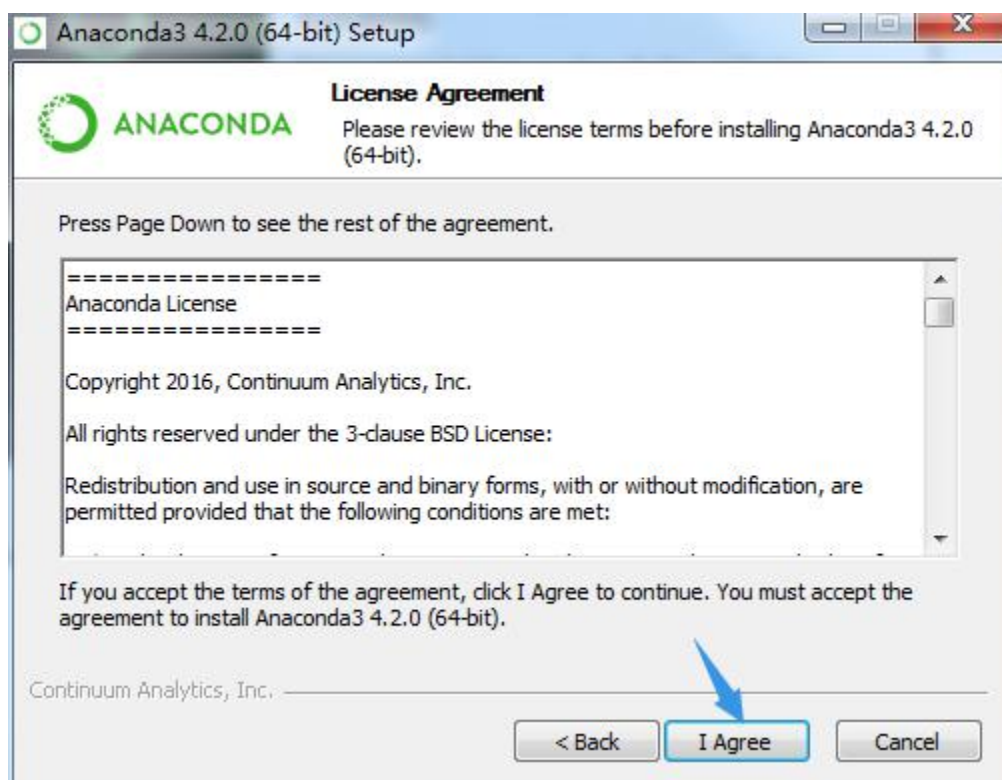 Anaconda3 4.2.0 (64-bit) Setup
ANACONDA
License Agreement
Please review the license terms before installing Anaconda3 4.2.0
(64-bit).
Press Page Down to see the rest of the agreement.
================
Anaconda License
================
Copyright 2016, Continuum Analytics, Inc.
All rights reserved under the 3-clause BSD License:
Redistribution and use in source and binary forms, with or without modification, are
permitted provided that the following conditions are met:
If you accept the terms of the agreement, click I Agree to continue. You must accept the
agreement to install Anaconda3 4.2.0 (64-bit).
Continuum Analytics, Inc.
< Back
I Agree
Cancel